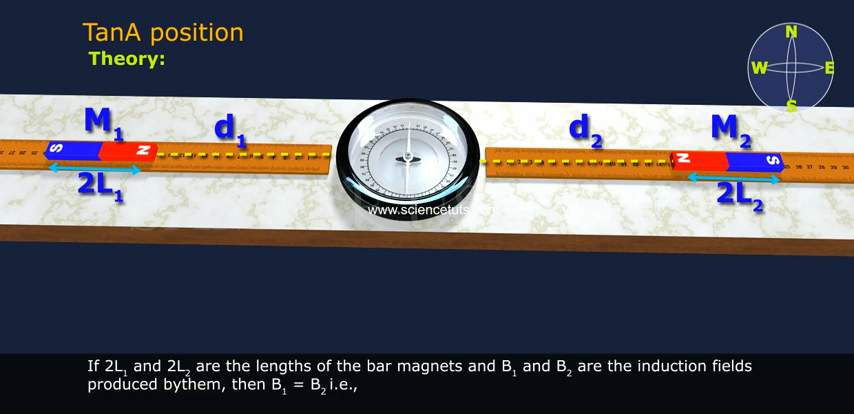 TanA position
Theory:
N
W E
S
M1
d1
d2
M2
S N
N S
2L1
2L2
www.sciencetuts
If 2L1 and 2L2 are the lengths of the bar magnets and B1 and B2 are the induction fields
produced bythem, then B1 = B2 i.e.,